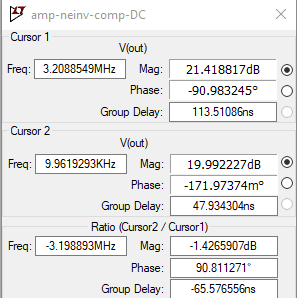 amp-neinv-comp-DC
Cursor 1
V(out)
Freq: 3.2088549MHz Mag: 21.418817dB
Phase: -90.983245°
Group Delay: 113.51086ns
Cursor 2
V(out)
Freq: 9.9619293KHz Mag: 19.992227dB
Phase: -171.97374m°
Group Delay: 47.934304ns
Ratio (Cursor2 / Cursor1)
Freq: -3.198893MHz Mag: -1.4265907dB
Phase: 90.811271°
Group Delay: -65.576556ns